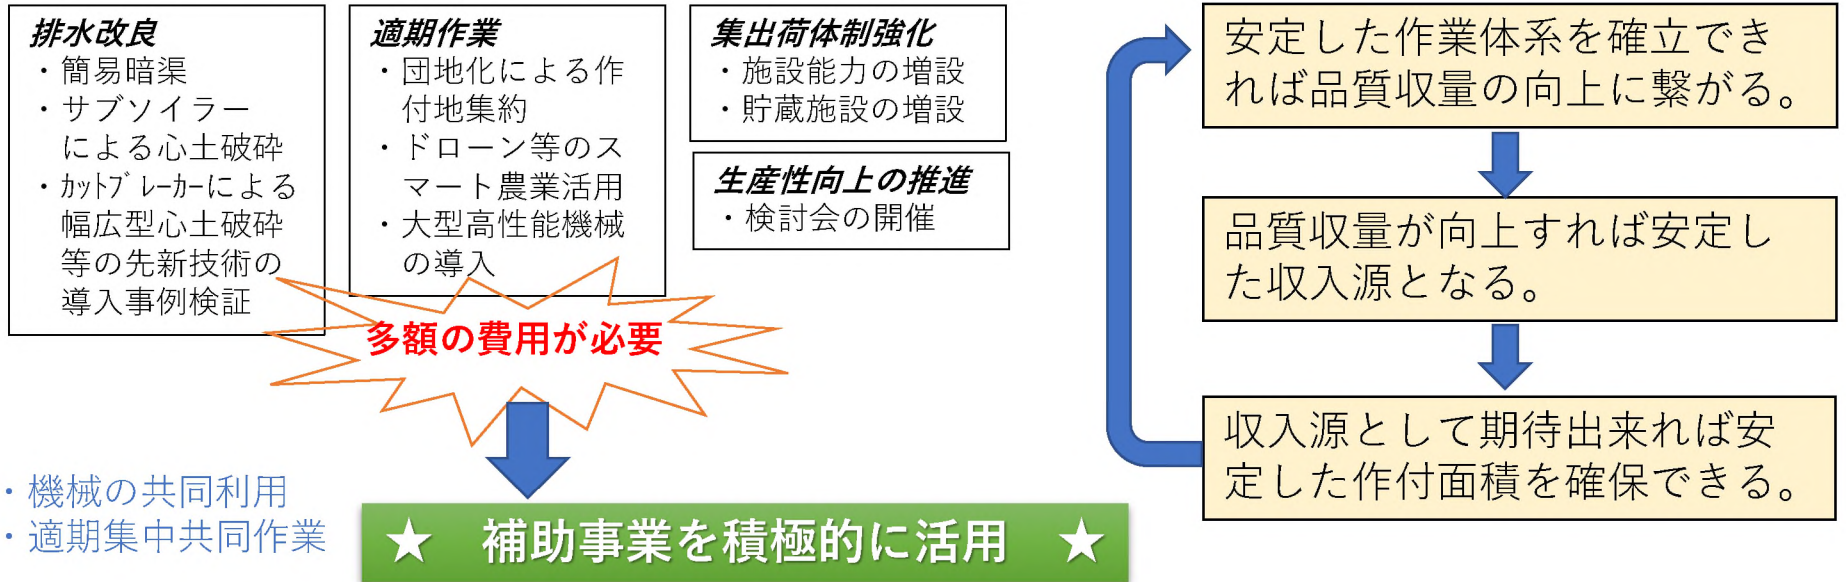 排水改良
・簡易暗渠
・サブソイラー
による心土破砕
・ｶｯﾄﾌﾞﾚｰｶｰによる
幅広型心土破砕
等の先新技術の
導入事例検証
適期作業
・団地化による作
付地集約
・ドローン等のス
マート農業活用
・大型高性能機械
の導入
集出荷体制強化
・施設能力の増設
・貯蔵施設の増設
生産性向上の推進
・検討会の開催
多額の費用が必要
・機械の共同利用
・適期集中共同作業
★ 補助事業を積極的に活用 ★
安定した作業体系を確立でき
れば品質収量の向上に繋がる。
品質収量が向上すれば安定し
た収入源となる。
収入源として期待出来れば安
定した作付面積を確保できる。